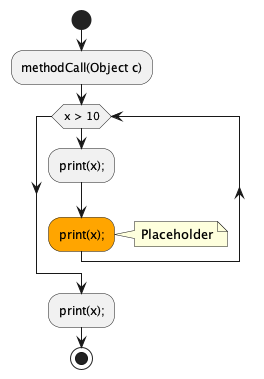 methodCall(Object c)
x > 10
print(x);
print(x);
Placeholder
print(x);